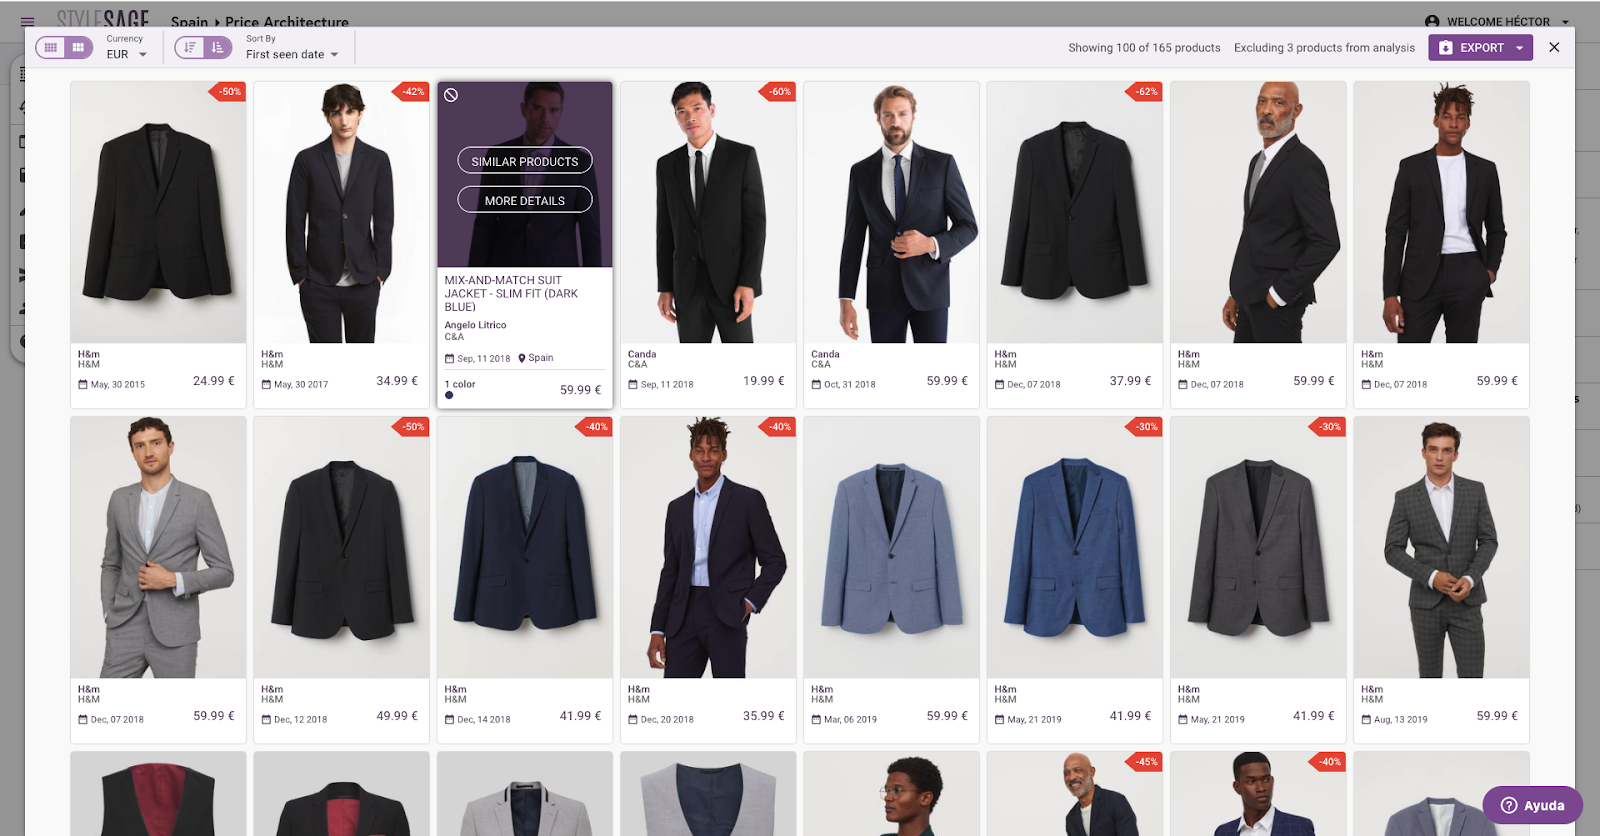 STYLESAGE
Spain ▸ Price Architecture
WELCOME HÉCTOR
Currency
EUR
Sort By
First seen date
Showing 100 of 165 products
Excluding 3 products from analysis
EXPORT
-50%
H&m
H&M
May, 30 2015
24.99 €
-42%
H&m
H&M
May, 30 2017
34.99 €
SIMILAR PRODUCTS
MORE DETAILS
MIX-AND-MATCH SUIT
JACKET - SLIM FIT (DARK
BLUE)
Angelo Litrico
C&A
Sep, 11 2018
Spain
1 color
59.99 €
-60%
Canda
C&A
Sep, 11 2018
19.99 €
Canda
C&A
Oct, 31 2018
59.99 €
-62%
H&m
H&M
Dec, 07 2018
37.99 €
H&m
H&M
Dec, 07 2018
59.99 €
H&m
H&M
Dec, 07 2018
59.99 €
H&m
H&M
Dec, 07 2018
59.99 €
-50%
H&m
H&M
Dec, 12 2018
49.99 €
-40%
H&m
H&M
Dec, 14 2018
41.99 €
-40%
H&m
H&M
Dec, 20 2018
35.99 €
H&m
H&M
Mar, 06 2019
59.99 €
-30%
H&m
H&M
May, 21 2019
41.99 €
-30%
H&m
H&M
May, 21 2019
41.99 €
H&m
H&M
Aug, 13 2019
59.99 €
-45%
-40%
Ayuda